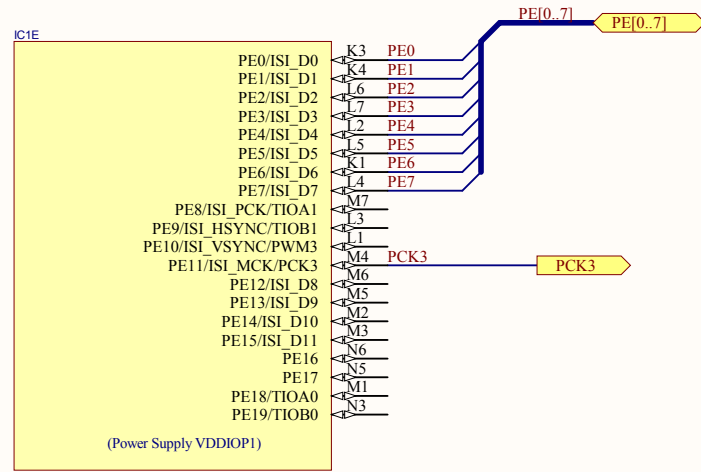 PE[0..7]
PE[0..7]
IC1E
PE0/ISI_D0 K3 PE0
PE1/ISI_D1 K4 PE1
PE2/ISI_D2 L6 PE2
PE3/ISI_D3 L7 PE3
PE4/ISI_D4 L2 PE4
PE5/ISI_D5 L5 PE5
PE6/ISI_D6 K1 PE6
PE7/ISI_D7 L4 PE7
PE8/ISI_PCK/TIOA1 M7
PE9/ISI_HSYNC/TIOB1 L3
PE10/ISI_VSYNC/PWM3 L1
PE11/ISI_MCK/PCK3 M4 PCK3 PCK3
PE12/ISI_D8 M6
PE13/ISI_D9 M5
PE14/ISI_D10 M2
PE15/ISI_D11 M3
PE16 N6
PE17 N5
PE18/TIOA0 M1
PE19/TIOB0 N3
(Power Supply VDDIOP1)